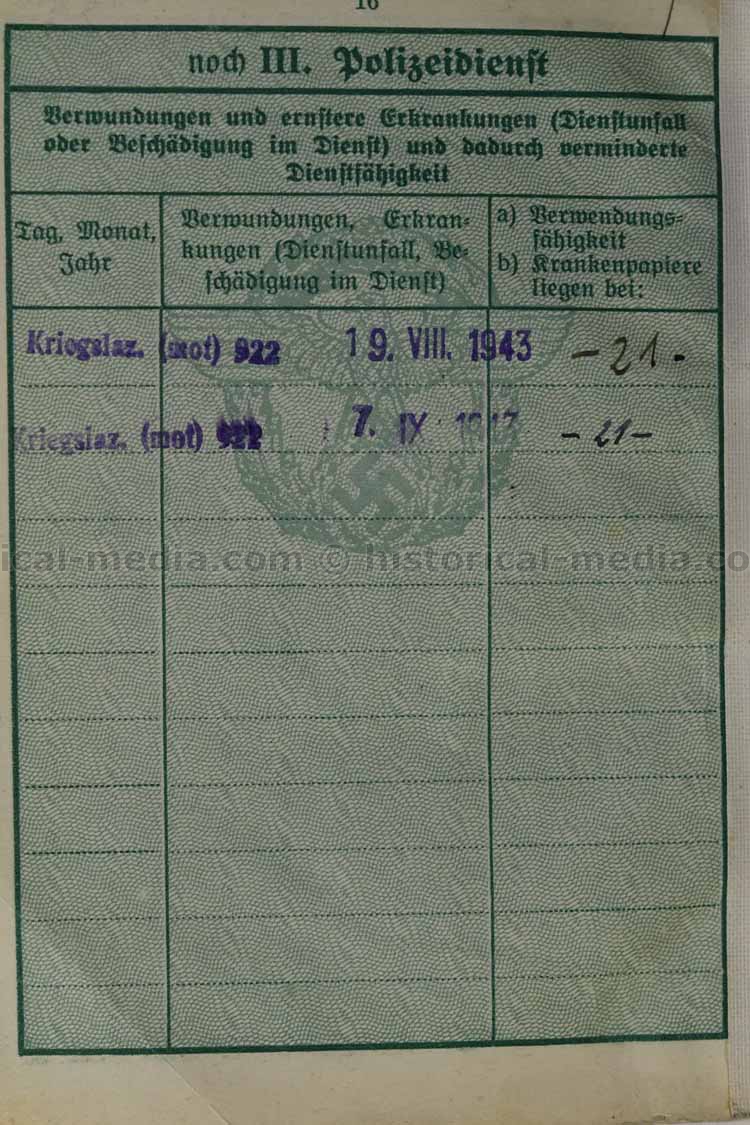 16
noch III. Polizeidienst
Verwundungen und ernstere Erkrankungen (Dienstunfall
oder Beschädigung im Dienst) und dadurch verminderte
Dienstfähigkeit
Tag, Monat,
Jahr
Verwundungen, Erkran-
kungen (Dienstunfall, Be-
schädigung im Dienst)
a) Verwendungs-
fähigkeit
b) Krankenpapiere
liegen bei:
Kriegslaz. (mot) 922 19. VIII. 1943 -21-
Kriegslaz. (mot) 922 7. IX -21-
ical-media.com © historical-media.co